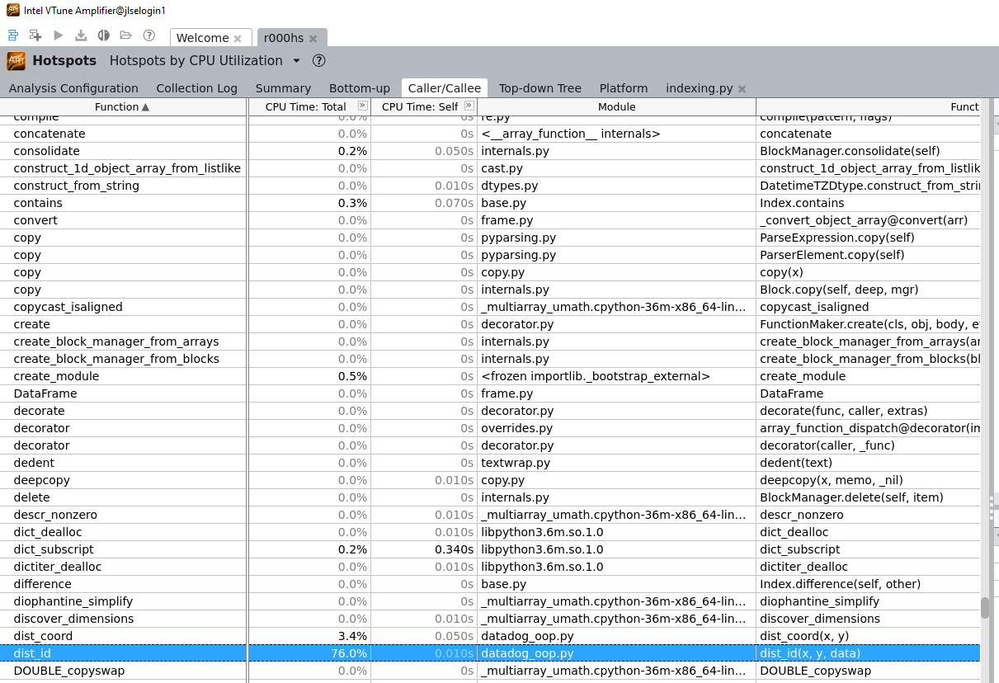 Intel VTune Amplifier@jlselogin1
Welcome r000hs
Hotspots Hotspots by CPU Utilization
Analysis Configuration Collection Log Summary Bottom-up Caller/Callee Top-down Tree Platform indexing.py
Function CPU Time: Total CPU Time: Self Module Funct
compile 0.0% 0s re.py compile(pattern, flags)
concatenate 0.0% 0s <__array_function__ internals> concatenate
consolidate 0.2% 0.050s internals.py BlockManager.consolidate(self)
construct_1d_object_array_from_listlike 0.0% 0s cast.py construct_1d_object_array_from_listlik
construct_from_string 0.0% 0.010s dtypes.py DatetimeTZDtype.construct_from_stri
contains 0.3% 0.070s base.py Index.contains
convert 0.0% 0s frame.py _convert_object_array@convert(arr)
copy 0.0% 0s pyparsing.py ParseExpression.copy(self)
copy 0.0% 0s pyparsing.py ParserElement.copy(self)
copy 0.0% 0s copy.py copy(x)
copy 0.0% 0s internals.py Block.copy(self, deep, mgr)
copycast_isaligned 0.0% 0s _multiarray_umath.cpython-36m-x86_64-lin... copycast_isaligned
create 0.0% 0s decorator.py FunctionMaker.create(cls, obj, body, e
create_block_manager_from_arrays 0.0% 0s internals.py create_block_manager_from_arrays(ar
create_block_manager_from_blocks 0.0% 0s internals.py create_block_manager_from_blocks(bl
create_module 0.5% 0s <frozen importlib._bootstrap_external> create_module
DataFrame 0.0% 0s frame.py DataFrame
decorate 0.0% 0s decorator.py decorate(func, caller, extras)
decorator 0.0% 0s overrides.py array_function_dispatch@decorator(im
decorator 0.0% 0s decorator.py decorator(caller, _func)
dedent 0.0% 0s textwrap.py dedent(text)
deepcopy 0.0% 0.010s copy.py deepcopy(x, memo, _nil)
delete 0.0% 0s internals.py BlockManager.delete(self, item)
descr_nonzero 0.0% 0.010s _multiarray_umath.cpython-36m-x86_64-lin... descr_nonzero
dict_dealloc 0.0% 0.010s libpython3.6m.so.1.0 dict_dealloc
dict_subscript 0.2% 0.340s libpython3.6m.so.1.0 dict_subscript
dictiter_dealloc 0.0% 0.010s libpython3.6m.so.1.0 dictiter_dealloc
difference 0.0% 0s base.py Index.difference(self, other)
diophantine_simplify 0.0% 0s _multiarray_umath.cpython-36m-x86_64-lin... diophantine_simplify
discover_dimensions 0.0% 0.010s _multiarray_umath.cpython-36m-x86_64-lin... discover_dimensions
dist_coord 3.4% 0.050s datadog_oop.py dist_coord(x, y)
dist_id 76.0% 0.010s datadog_oop.py dist_id(x, y, data)
DOUBLE_copyswap 0.0% 0s _multiarray_umath.cpython-36m-x86_64-lin... DOUBLE_copyswap